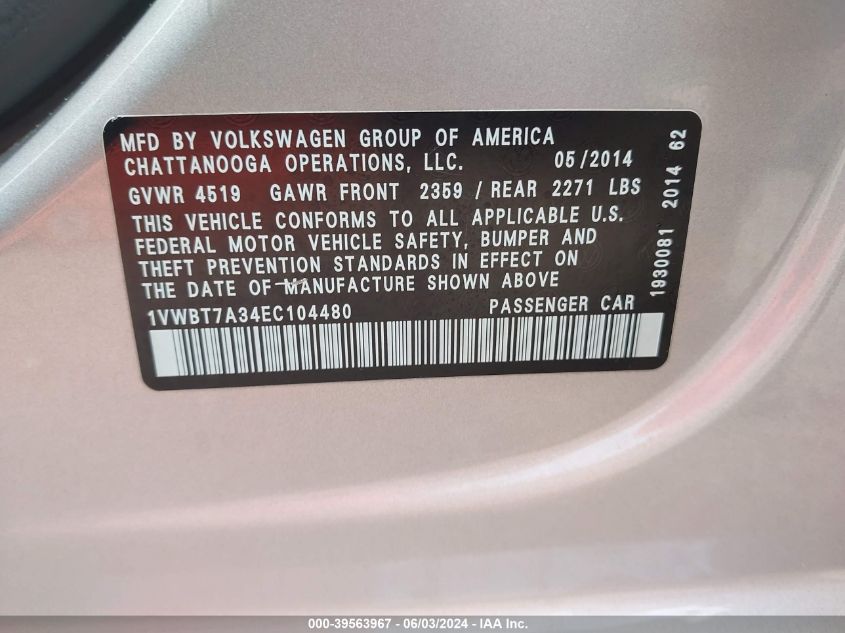 MFD BY VOLKSWAGEN GROUP OF AMERICA
CHATTANOOGA OPERATIONS, LLC. 05/2014
GVWR 4519 GAWR FRONT 2359 / REAR 2271 LBS
THIS VEHICLE CONFORMS TO ALL APPLICABLE U.S.
FEDERAL MOTOR VEHICLE SAFETY, BUMPER AND
THEFT PREVENTION STANDARDS IN EFFECT ON
THE DATE OF MANUFACTURE SHOWN ABOVE
1VWBT7A34EC104480 PASSENGER CAR
1930081 2014 62
000-39563967 - 06/03/2024 - IAA Inc.